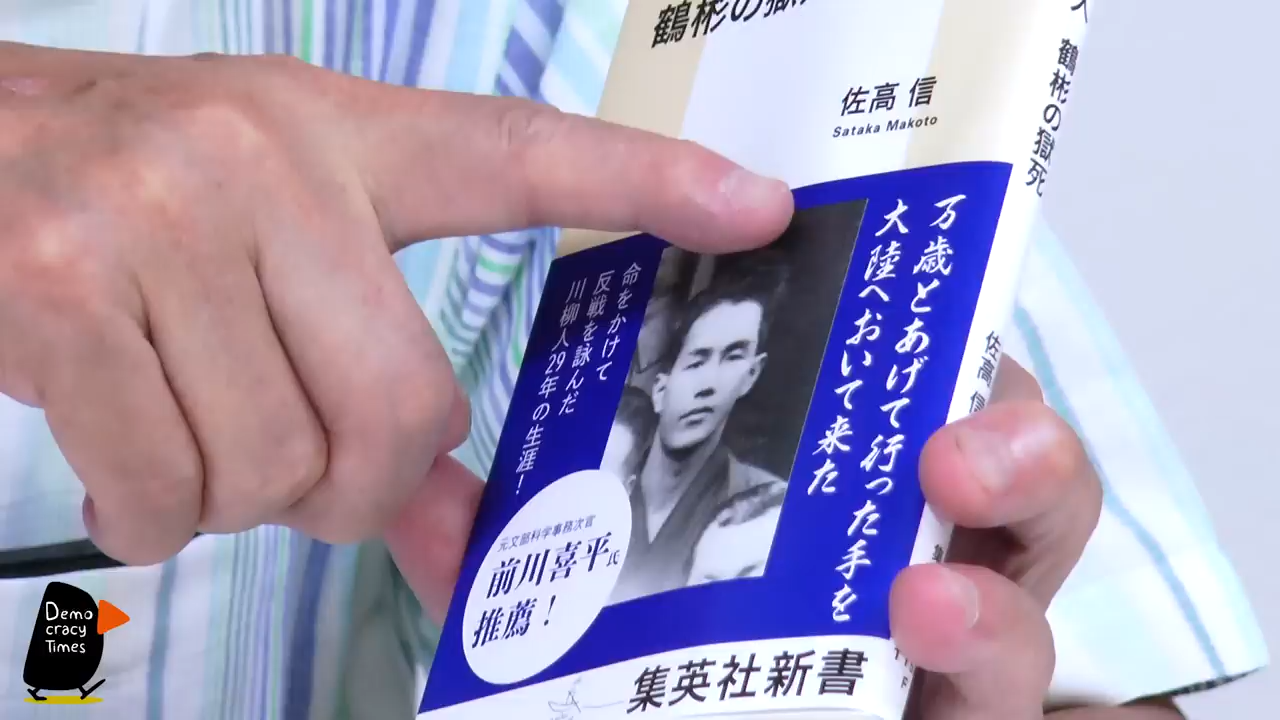 鶴彬の獄
佐高 信
Sataka Makoto
万歳とあげて行った手を
大陸へおいて来た
命をかけて
反戦を詠んだ
川柳人29年の生涯！
元文部科学事務次官
前川喜平氏
推薦！
集英社新書
人 鶴彬の獄死
佐高 信
Demo
cracy
Times